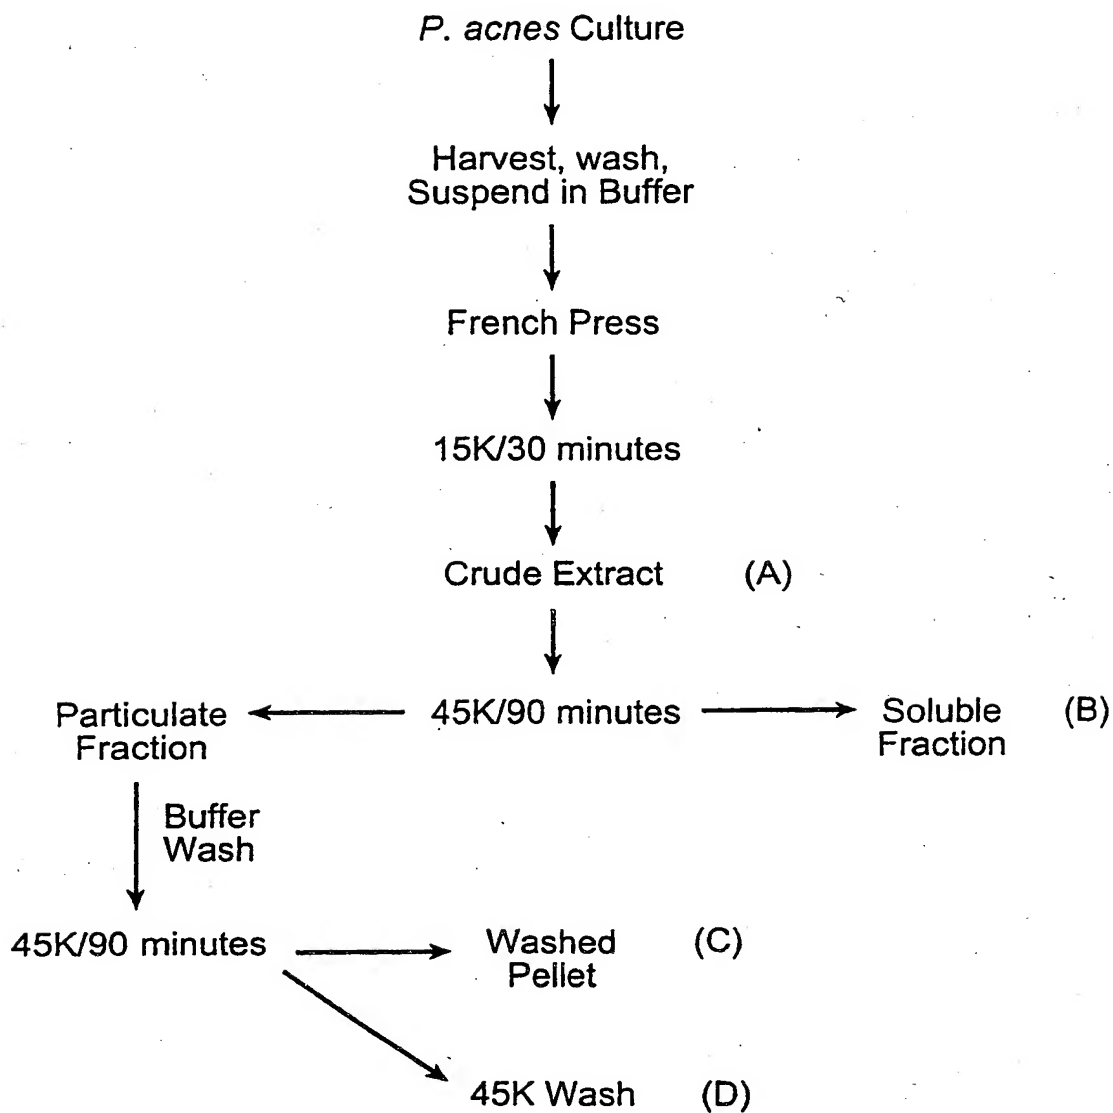 P. acnes Culture
Harvest, wash,
Suspend in Buffer
French Press
15K/30 minutes
Crude Extract (A)
Particulate
Fraction
45K/90 minutes
Soluble
Fraction
(B)
Buffer
Wash
45K/90 minutes
Washed
Pellet
(C)
45K Wash (D)